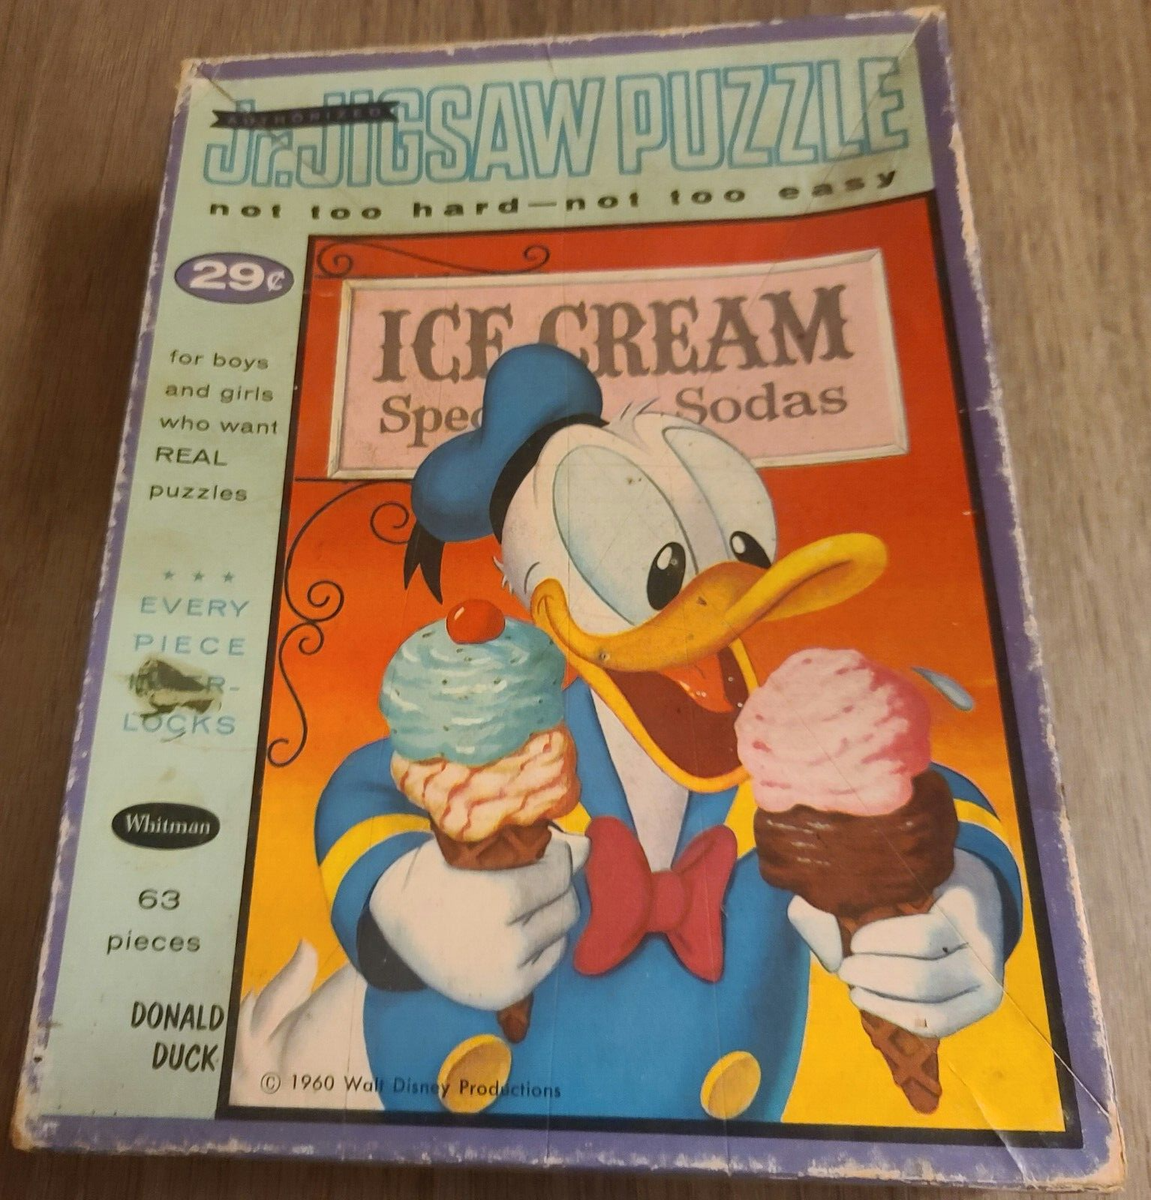 AUTHORIZED
Jr. JIGSAW PUZZLE
not too hard—not too easy
29¢
for boys
and girls
who want
REAL
puzzles
* * *
EVERY
PIECE
LOCKS
Whitman
63
pieces
DONALD
DUCK
ICE CREAM
Sodas
© 1960 Walt Disney Productions